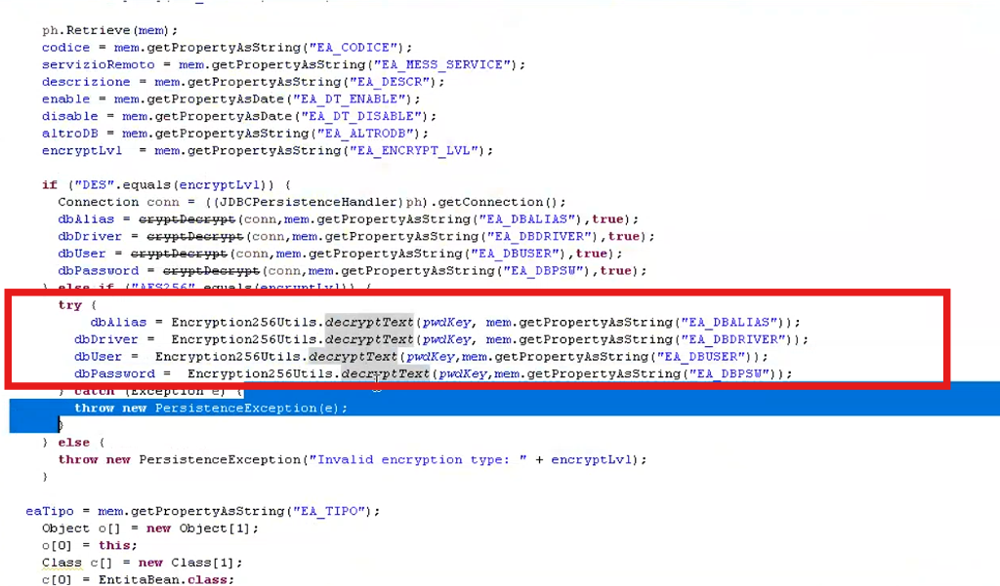 ph.Retrieve(mem);
codice = mem.getPropertyAsString("EA_CODICE");
servizioRemoto = mem.getPropertyAsString("EA_MESS_SERVICE");
descrizione = mem.getPropertyAsString("EA_DESCR");
enable = mem.getPropertyAsDate("EA_DT_ENABLE");
disable = mem.getPropertyAsDate("EA_DT_DISABLE");
altroDB = mem.getPropertyAsString("EA_ALTRODB");
encryptLvl = mem.getPropertyAsString("EA_ENCRYPT_LVL");
if ("DES".equals(encryptLvl)) {
Connection conn = ((JDBCPersistenceHandler)ph).getConnection();
dbAlias = cryptDecrypt(conn,mem.getPropertyAsString("EA_DBALIAS"),true);
dbDriver = cryptDecrypt(conn,mem.getPropertyAsString("EA_DBDRIVER"),true);
dbUser = cryptDecrypt(conn,mem.getPropertyAsString("EA_DBUSER"),true);
dbPassword = cryptDecrypt(conn,mem.getPropertyAsString("EA_DBPSW"),true);
} else if ("AES256".equals(encryptLvl)) {
try {
dbAlias = Encryption256Utils.decryptText(pwdKey, mem.getPropertyAsString("EA_DBALIAS"));
dbDriver = Encryption256Utils.decryptText(pwdKey, mem.getPropertyAsString("EA_DBDRIVER"));
dbUser = Encryption256Utils.decryptText(pwdKey,mem.getPropertyAsString("EA_DBUSER"));
dbPassword = Encryption256Utils.decryptText(pwdKey,mem.getPropertyAsString("EA_DBPSW"));
} catch (Exception e) {
throw new PersistenceException(e);
}
} else {
throw new PersistenceException("Invalid encryption type: " + encryptLvl);
}
eaTipo = mem.getPropertyAsString("EA_TIPO");
Object o[] = new Object[1];
o[0] = this;
Class c[] = new Class[1];
c[0] = EntitaBean.class;